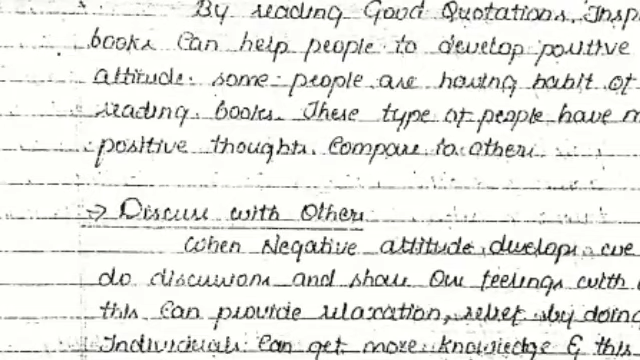 By reading Good Quotations, Insp
books Can help people to develop positive
attitude. some people are having habit of
reading books. These type of people have m
positive thoughts. Compare to others.
→ Discuss with Others
When Negative attitude develops we
do discussions and share Our feelings with
this Can provide relaxation, relief by doing
Individuals Can get more knowledge & this